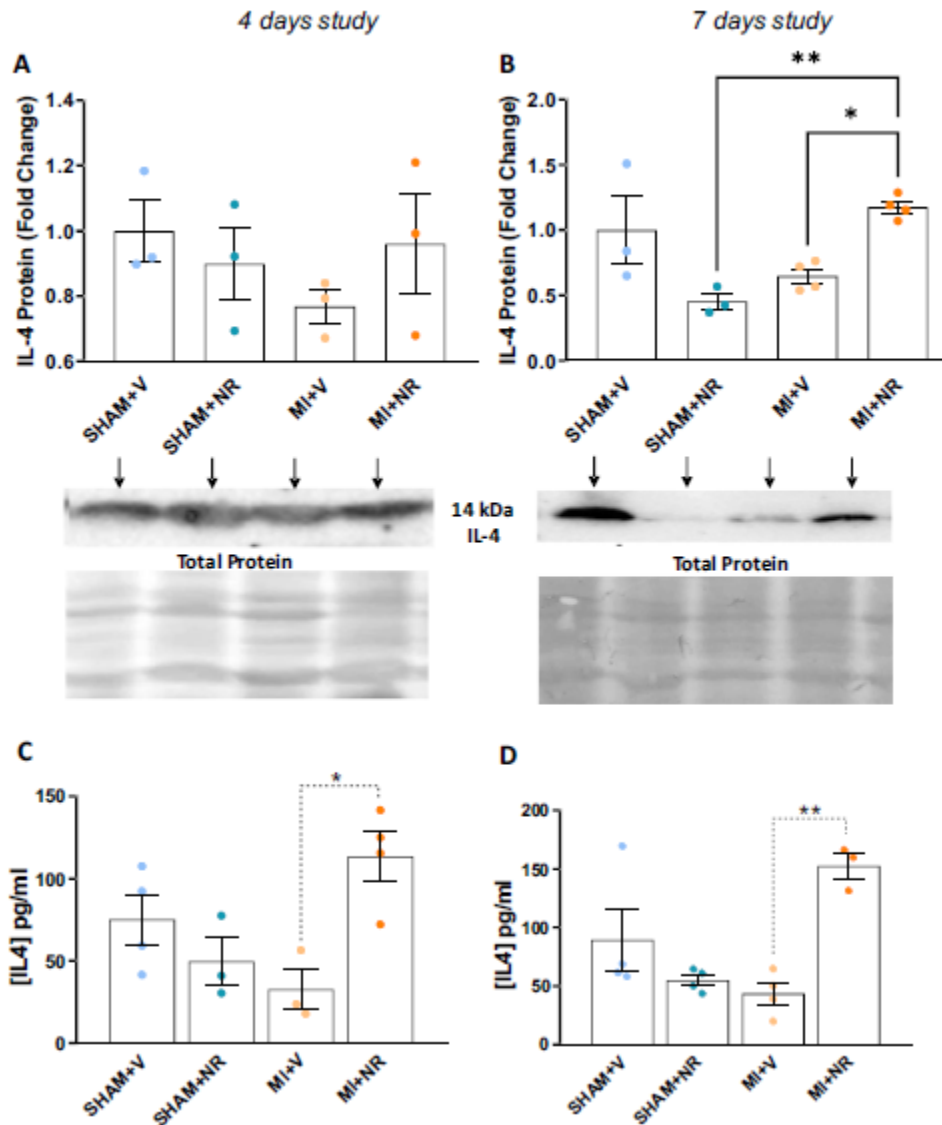 4 days study
7 days study
A
B
IL-4 Protein (Fold Change)
1.4
1.2
1.0
0.8
0.6
SHAM+V
SHAM+NR
MI+V
MI+NR
IL-4 Protein (Fold Change)
**
*
2.0
1.5
1.0
0.5
0.0
SHAM+V
SHAM+NR
MI+V
MI+NR
14 kDa
IL-4
Total Protein
Total Protein
C
D
[IL4] pg/ml
*
150
100
50
0
SHAM+V
SHAM+NR
MI+V
MI+NR
[IL4] pg/ml
**
200
150
100
50
0
SHAM+V
SHAM+NR
MI+V
MI+NR